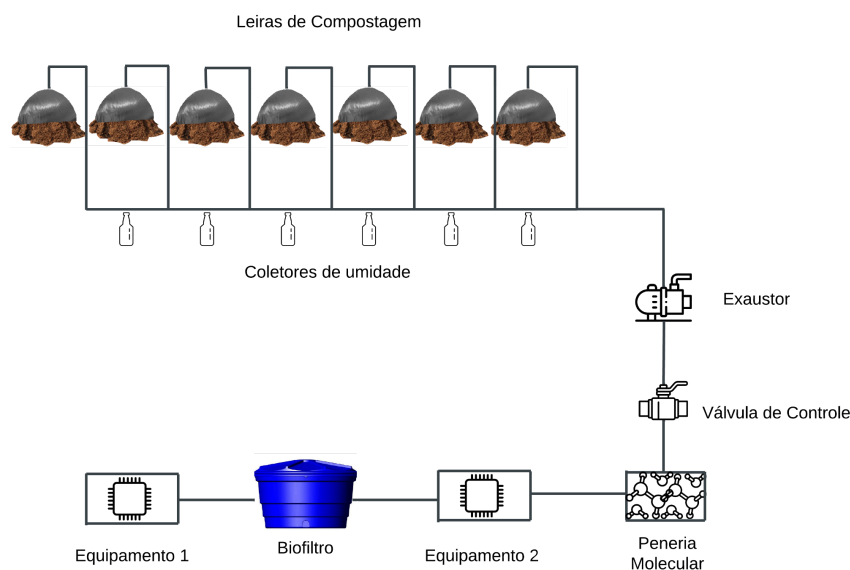 Leiras de Compostagem
Coletores de umidade
Exaustor
Válvula de Controle
Equipamento 1
Biofiltro
Equipamento 2
Peneria
Molecular